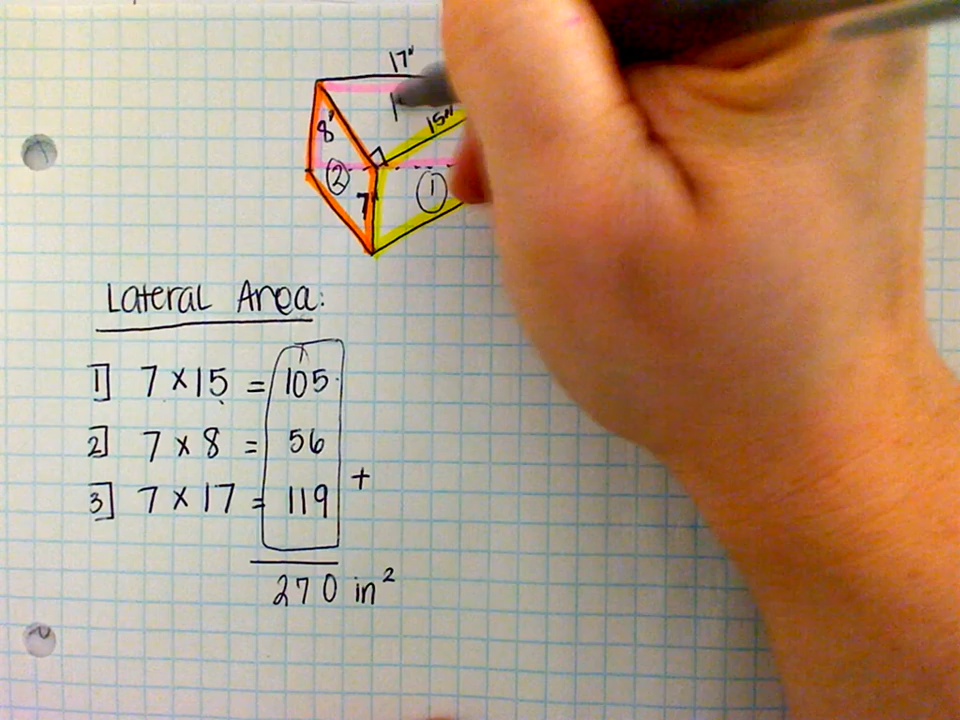 17"
15"
8"
②
①
7"
Lateral Area:
1] 7 × 15 = 105
2] 7 × 8 = 56
3] 7 × 17 = 119 +
270 in²